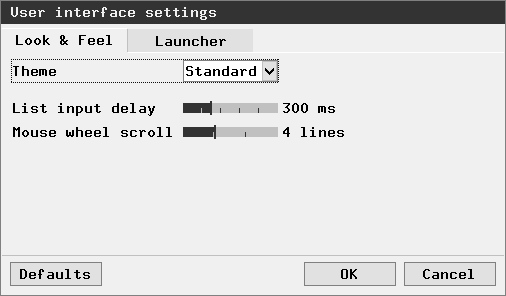 User interface settings
Look & Feel
Launcher
Theme Standard
List input delay 300 ms
Mouse wheel scroll 4 lines
Defaults OK Cancel